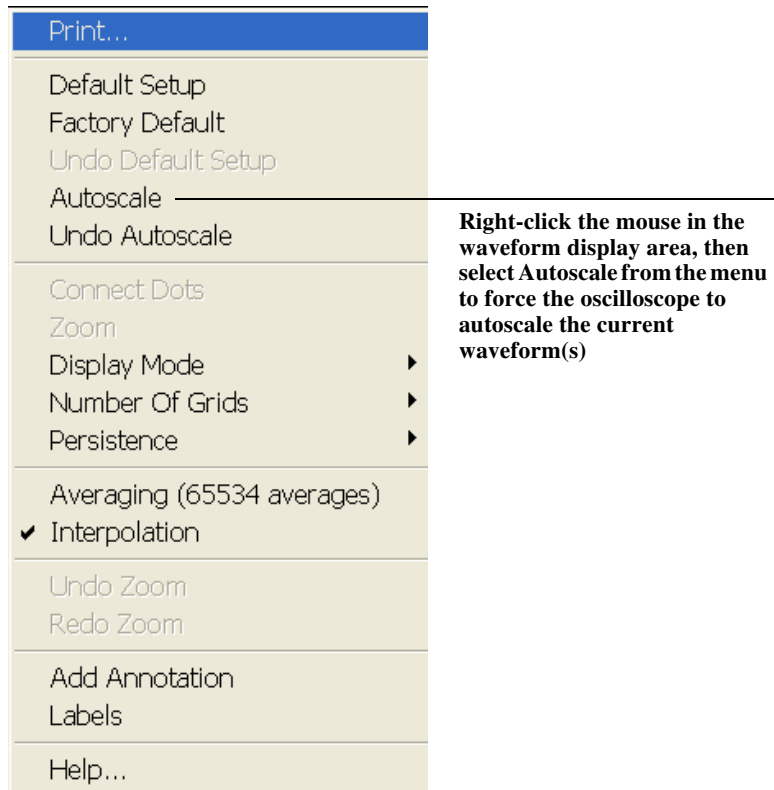 Print...
Default Setup
Factory Default
Undo Default Setup
Autoscale
Undo Autoscale
Connect Dots
Zoom
Display Mode
Number Of Grids
Persistence
Averaging (65534 averages)
✔ Interpolation
Undo Zoom
Redo Zoom
Add Annotation
Labels
Help...
Right-click the mouse in the
waveform display area, then
select Autoscale from the menu
to force the oscilloscope to
autoscale the current
waveform(s)